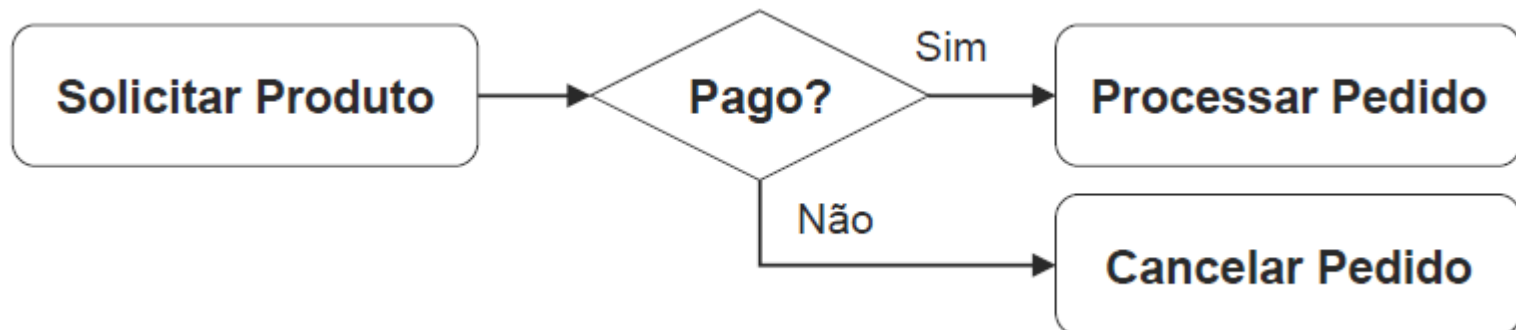 Solicitar Produto
Pago?
Sim
Processar Pedido
Não
Cancelar Pedido